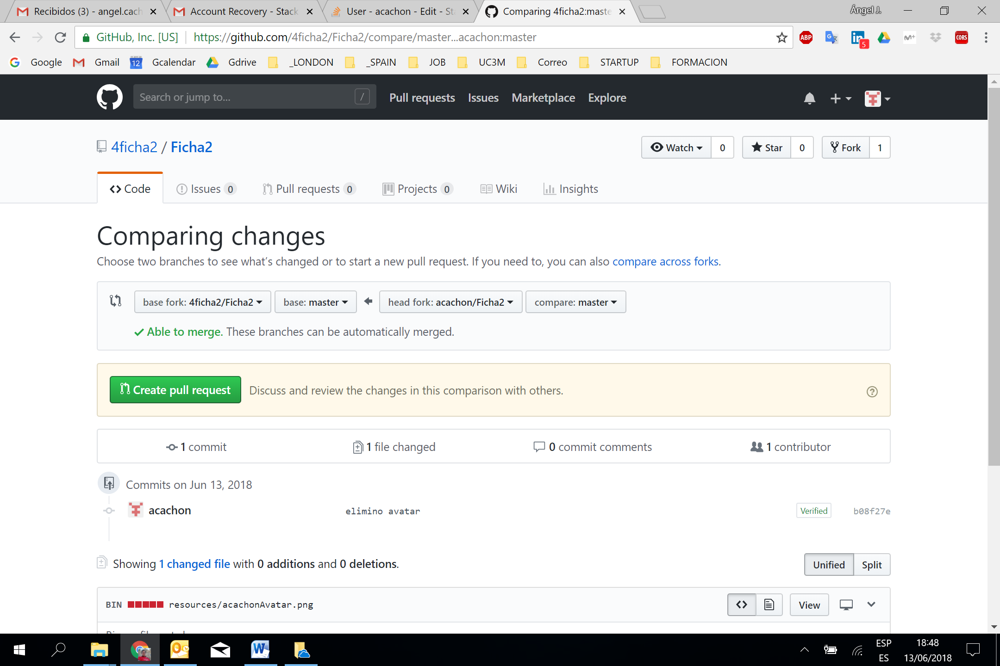 Recibidos (3) - angel.cach
Account Recovery - Stack
User - acachon - Edit - Sta
Comparing 4ficha2:maste
Ángel J.
GitHub, Inc. [US]
https://github.com/4ficha2/Ficha2/compare/master...acachon:master
ABP
5
CORS
Google
Gmail
12
Gcalendar
Gdrive
_LONDON
_SPAIN
JOB
UC3M
Correo
STARTUP
FORMACION
Search or jump to...
/
Pull requests
Issues
Marketplace
Explore
4ficha2 / Ficha2
Watch 0
Star 0
Fork 1
Code
Issues 0
Pull requests 0
Projects 0
Wiki
Insights
Comparing changes
Choose two branches to see what’s changed or to start a new pull request. If you need to, you can also compare across forks.
base fork: 4ficha2/Ficha2
base: master
head fork: acachon/Ficha2
compare: master
Able to merge. These branches can be automatically merged.
Create pull request
Discuss and review the changes in this comparison with others.
1 commit
1 file changed
0 commit comments
1 contributor
Commits on Jun 13, 2018
acachon
elimino avatar
Verified
b08f27e
Showing 1 changed file with 0 additions and 0 deletions.
Unified
Split
BIN
resources/acachonAvatar.png
View
ESP
ES
18:48
13/06/2018